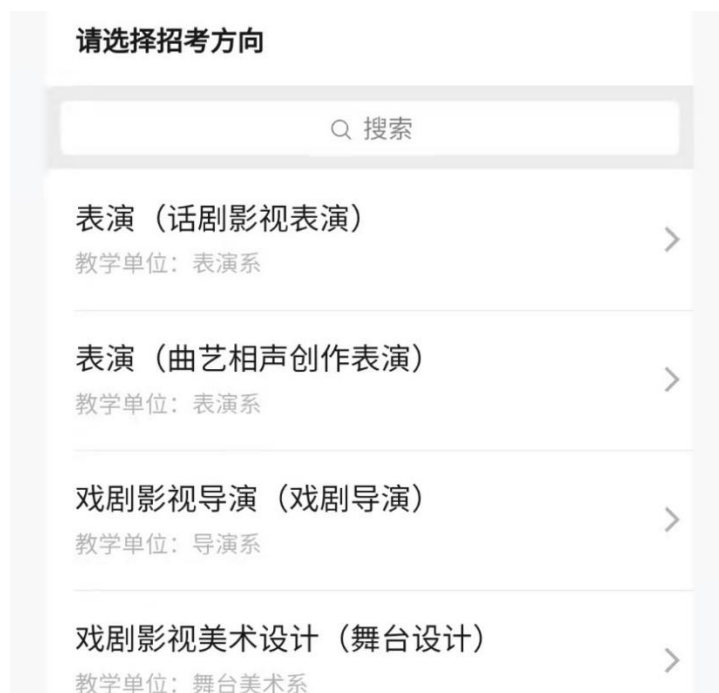 请选择招考方向
搜索
表演（话剧影视表演）
教学单位：表演系
表演（曲艺相声创作表演）
教学单位：表演系
戏剧影视导演（戏剧导演）
教学单位：导演系
戏剧影视美术设计（舞台设计）
教学单位：舞台美术系